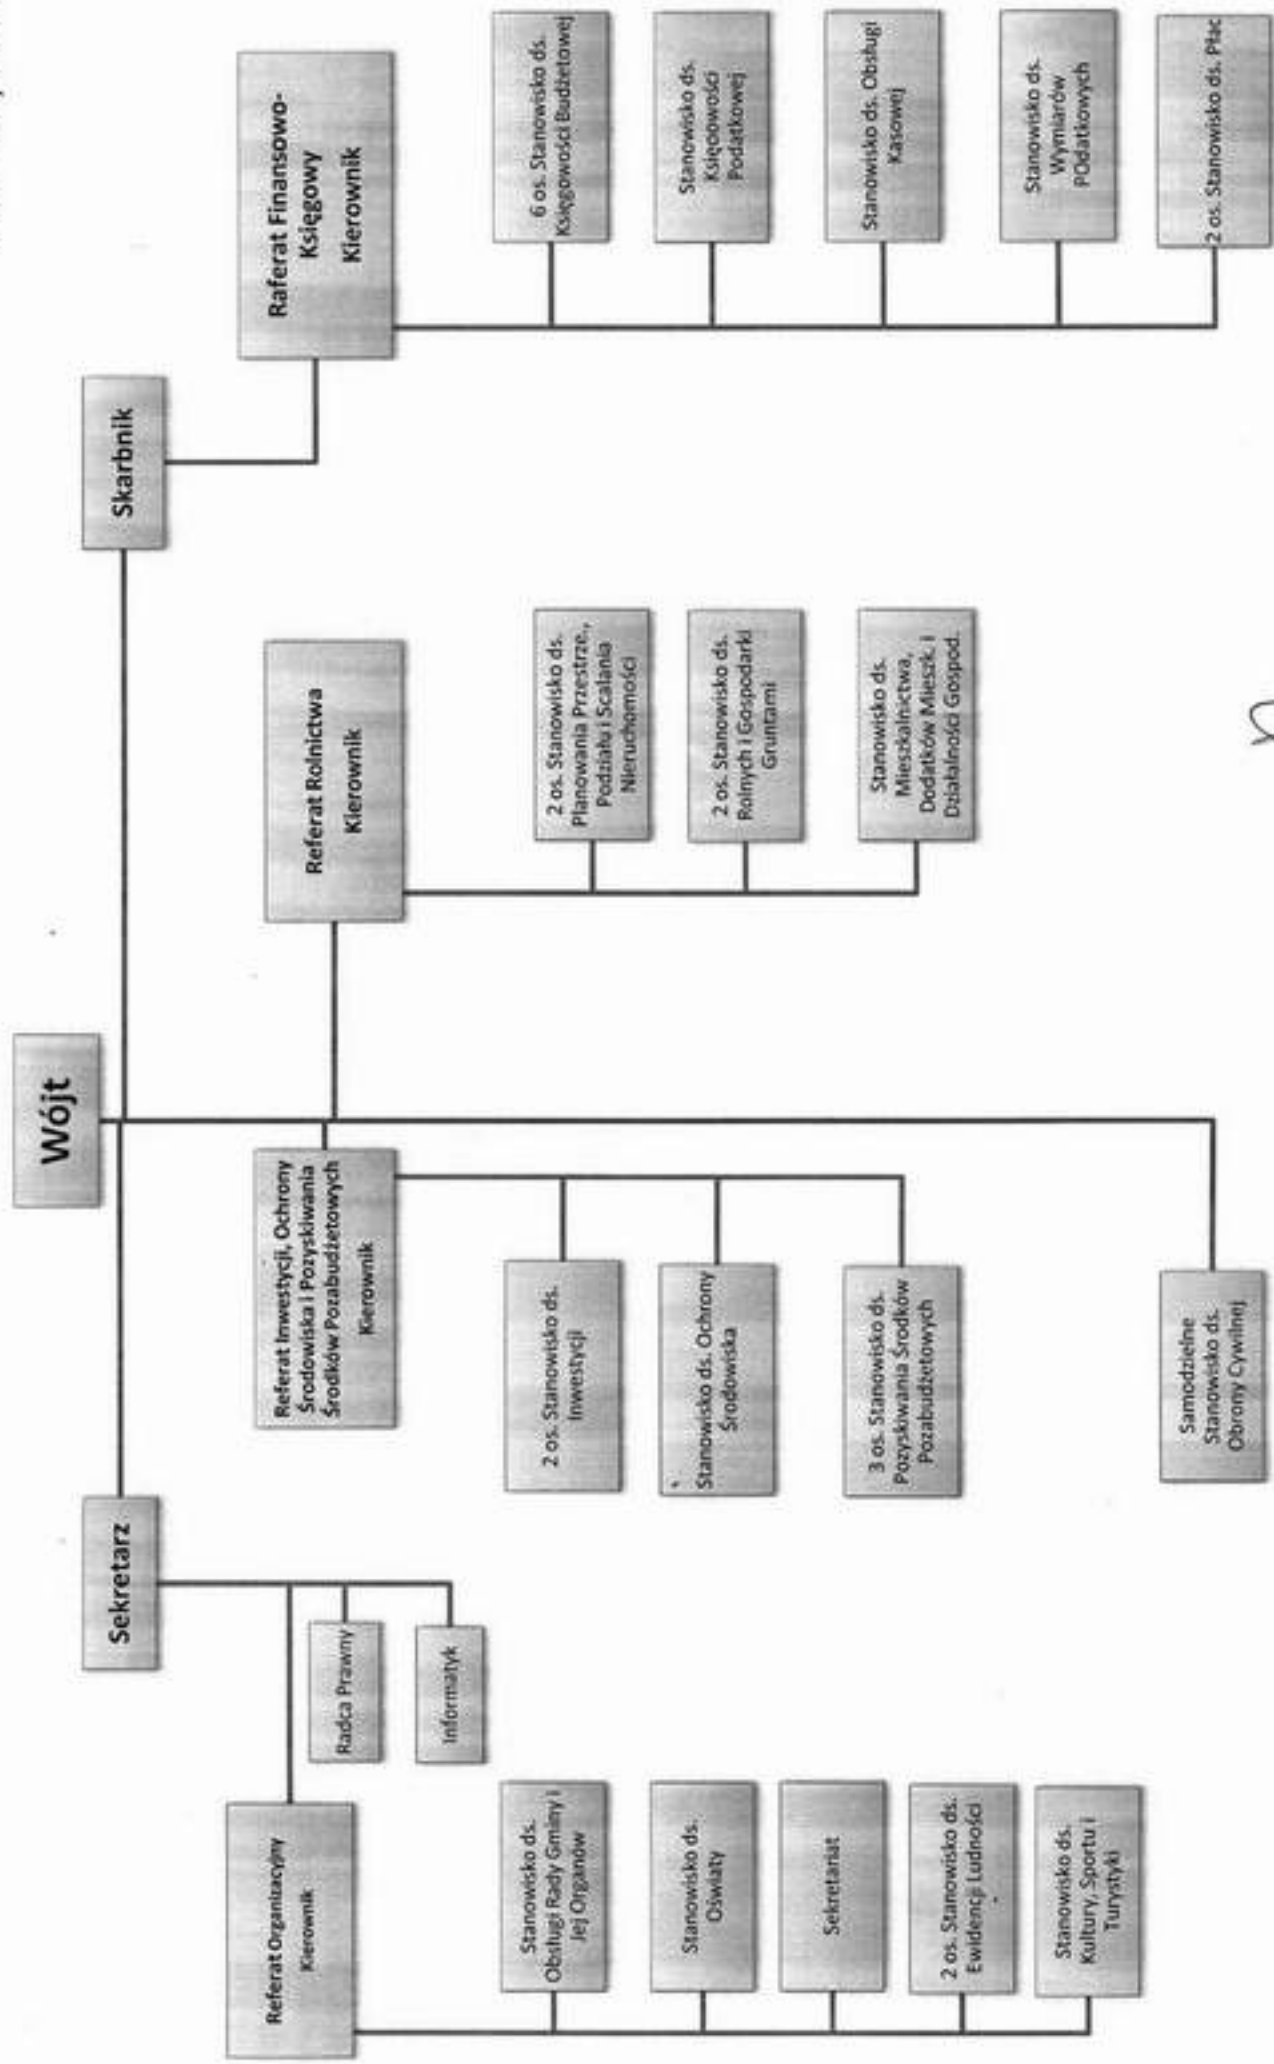 Wójt
Sekretarz
Skarbnik
Referat Organizacyjny
Kierownik
Radca Prawny
Informatyk
Stanowisko ds.
Obsługi Rady Gminy i
Jej Organów
Stanowisko ds.
Oświaty
Sekretariat
2 os. Stanowisko ds.
Ewidencji Ludności
Stanowisko ds.
Kultury, Sportu i
Turystyki
Referat Inwestycji, Ochrony
Środowiska i Pozyskiwania
Środków Pozabudżetowych
Kierownik
2 os. Stanowisko ds.
Inwestycji
Stanowisko ds. Ochrony
Środowiska
3 os. Stanowisko ds.
Pozyskiwania Środków
Pozabudżetowych
Samodzielne
Stanowisko ds.
Obrony Cywilnej
Referat Rolnictwa
Kierownik
2 os. Stanowisko ds.
Planowania Przestrze.,
Podziału i Scalania
Nieruchomości
2 os. Stanowisko ds.
Rolnych i Gospodarki
Gruntami
Stanowisko ds.
Mieszkalnictwa,
Dodatków Mieszk. i
Działalności Gospod.
Raferat Finansowo-
Księgowy
Kierownik
6 os. Stanowisko ds.
Księgowości Budżetowej
Stanowisko ds.
Księoowości
Podatkowej
Stanowisko ds. Obsługi
Kasowej
Stanowisko ds.
Wymiarów
POdatkowych
2 os. Stanowisko ds. Płac